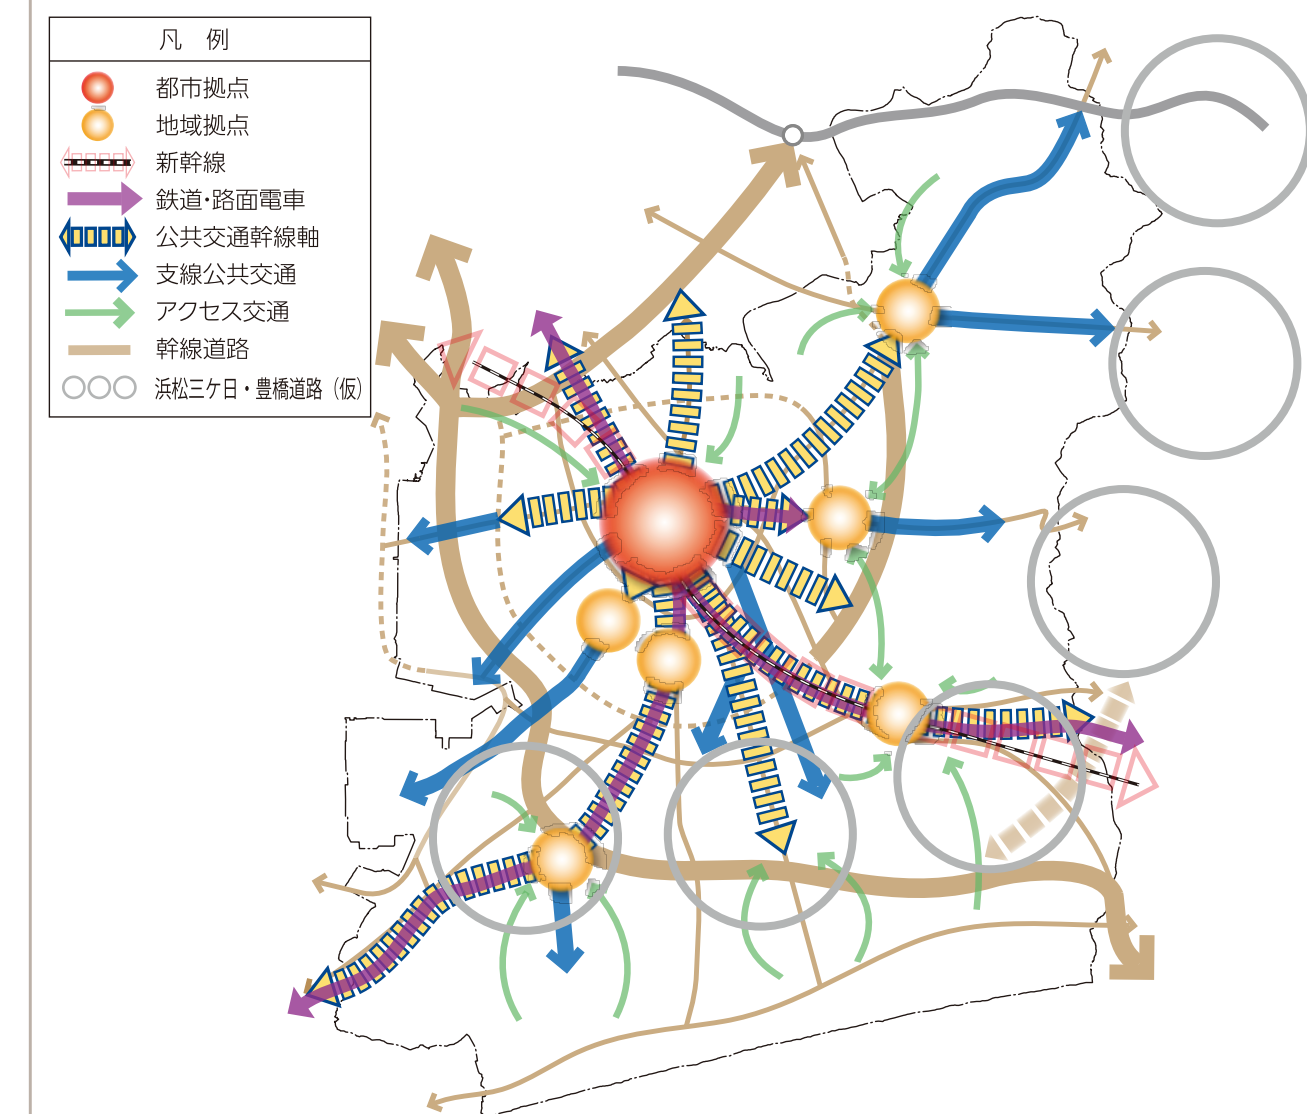 凡 例
都市拠点
地域拠点
新幹線
鉄道・路面電車
公共交通幹線軸
支線公共交通
アクセス交通
幹線道路
浜松三ケ日・豊橋道路（仮）